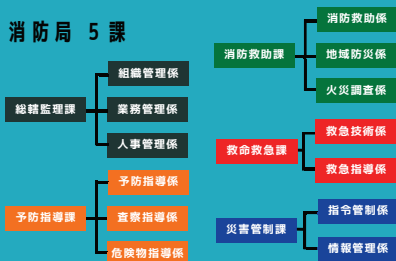 消防局 5課
総轄監理課
組織管理係
業務管理係
人事管理係
予防指導課
予防指導係
査察指導係
危険物指導係
消防救助課
消防救助係
地域防災係
火災調査係
救命救急課
救急技術係
救急指導係
災害管制課
指令管制係
情報管理係